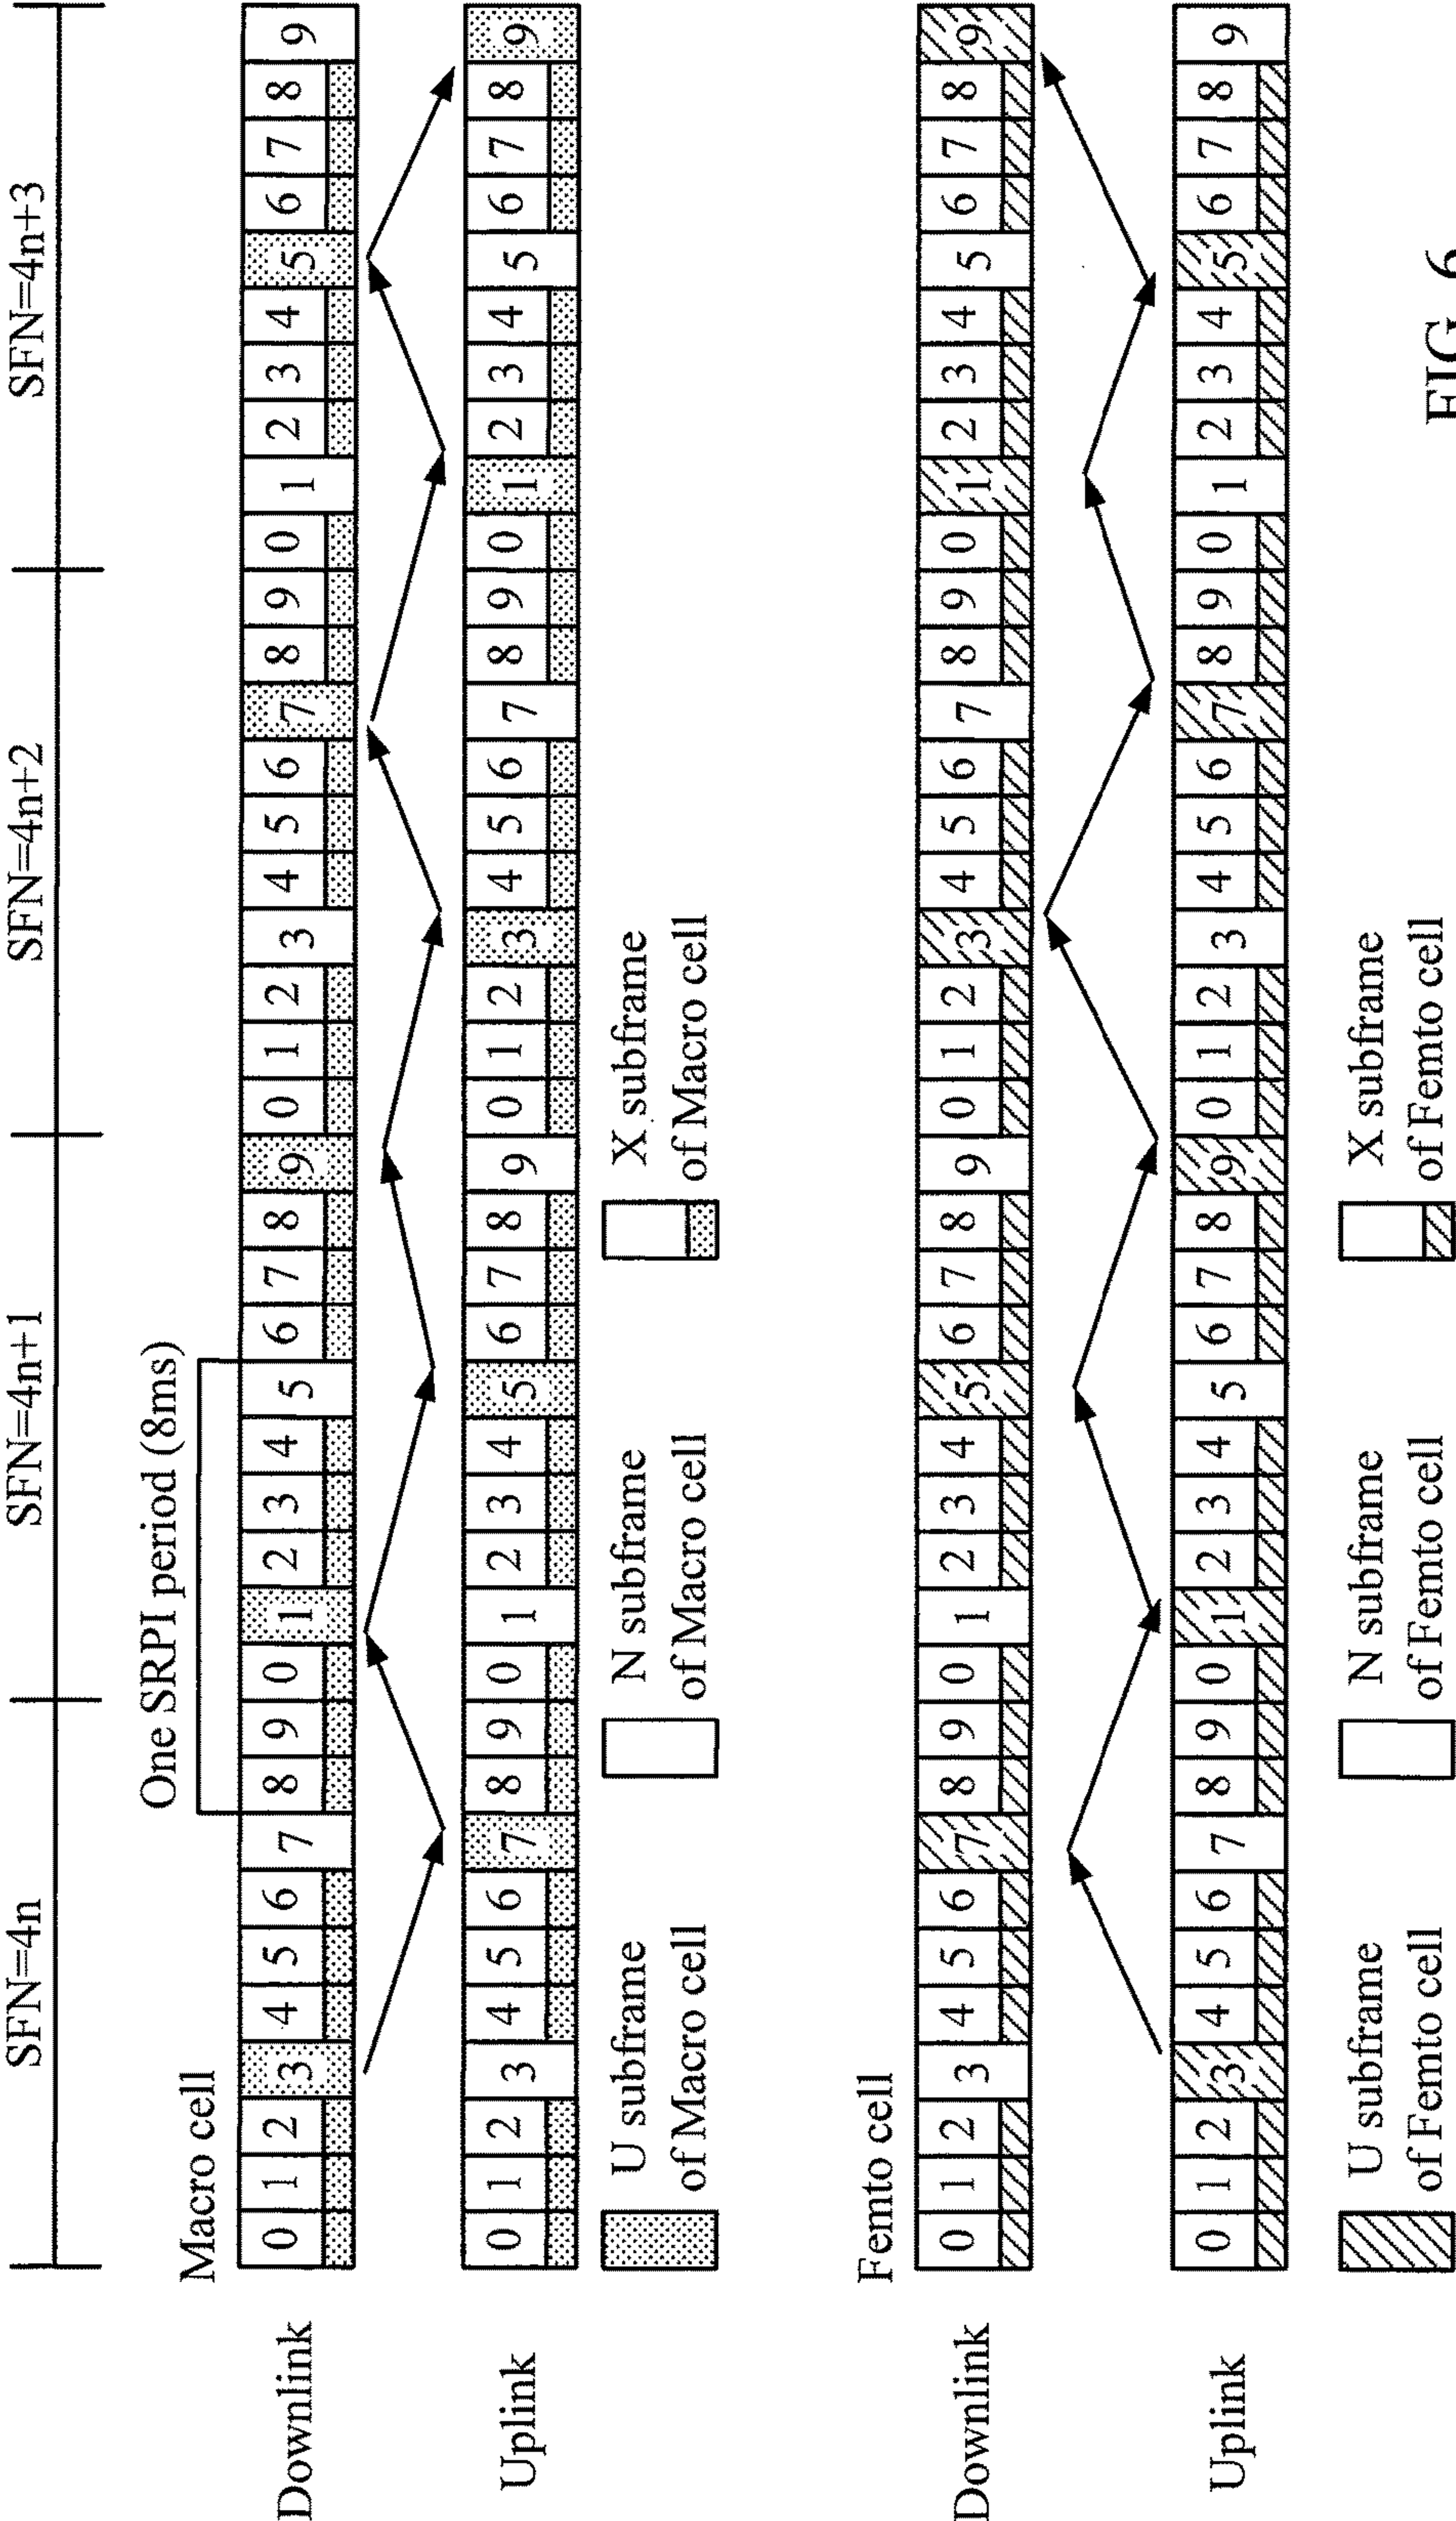 SFN=4n SFN=4n+1 SFN=4n+2 SFN=4n+3
One SRPI period (8ms)
Macro cell
Downlink 0 1 2 3 4 5 6 7 8 9 0 1 2 3 4 5 6 7 8 9 0 1 2 3 4 5 6 7 8 9 0 1 2 3 4 5 6 7 8 9
Uplink 0 1 2 3 4 5 6 7 8 9 0 1 2 3 4 5 6 7 8 9 0 1 2 3 4 5 6 7 8 9 0 1 2 3 4 5 6 7 8 9
U subframe
of Macro cell
N subframe
of Macro cell
X subframe
of Macro cell
Femto cell
Downlink 0 1 2 3 4 5 6 7 8 9 0 1 2 3 4 5 6 7 8 9 0 1 2 3 4 5 6 7 8 9 0 1 2 3 4 5 6 7 8 9
Uplink 0 1 2 3 4 5 6 7 8 9 0 1 2 3 4 5 6 7 8 9 0 1 2 3 4 5 6 7 8 9 0 1 2 3 4 5 6 7 8 9
U subframe
of Femto cell
N subframe
of Femto cell
X subframe
of Femto cell
FIG. 6